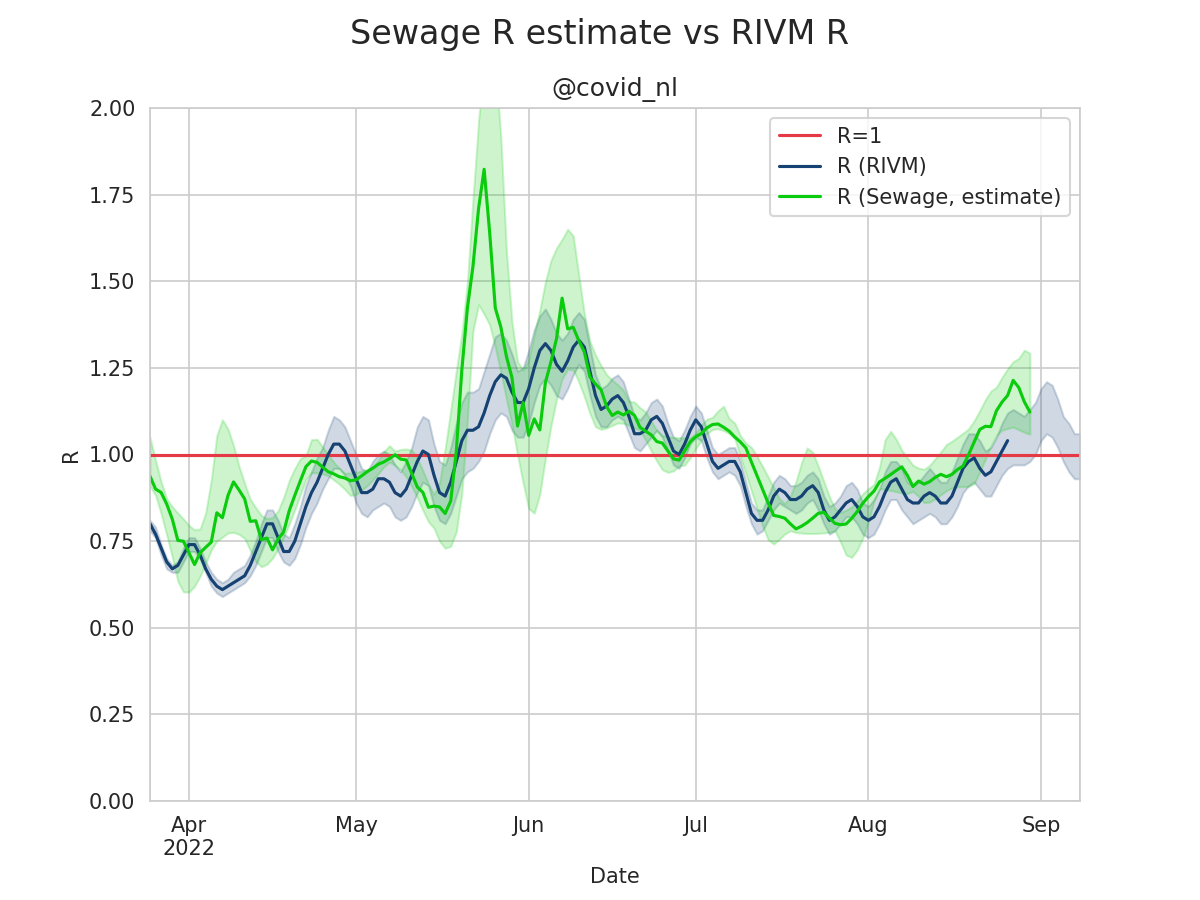 Sewage R estimate vs RIVM R
@covid_nl
R=1
R (RIVM)
R (Sewage, estimate)
2.00
1.75
1.50
1.25
1.00
0.75
0.50
0.25
0.00
R
Apr
2022
May
Jun
Jul
Aug
Sep
Date